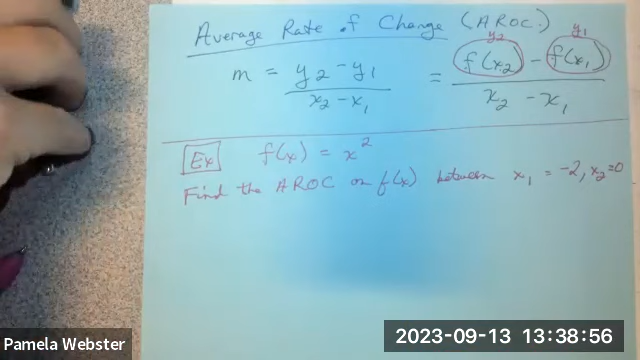 Average Rate of Change (AROC)
y2 y1
m = y2 - y1 / x2 - x1 = f(x2) - f(x1) / x2 - x1
Ex f(x) = x²
Find the AROC on f(x) between x1 = -2, x2 = 0
Pamela Webster
2023-09-13 13:38:56